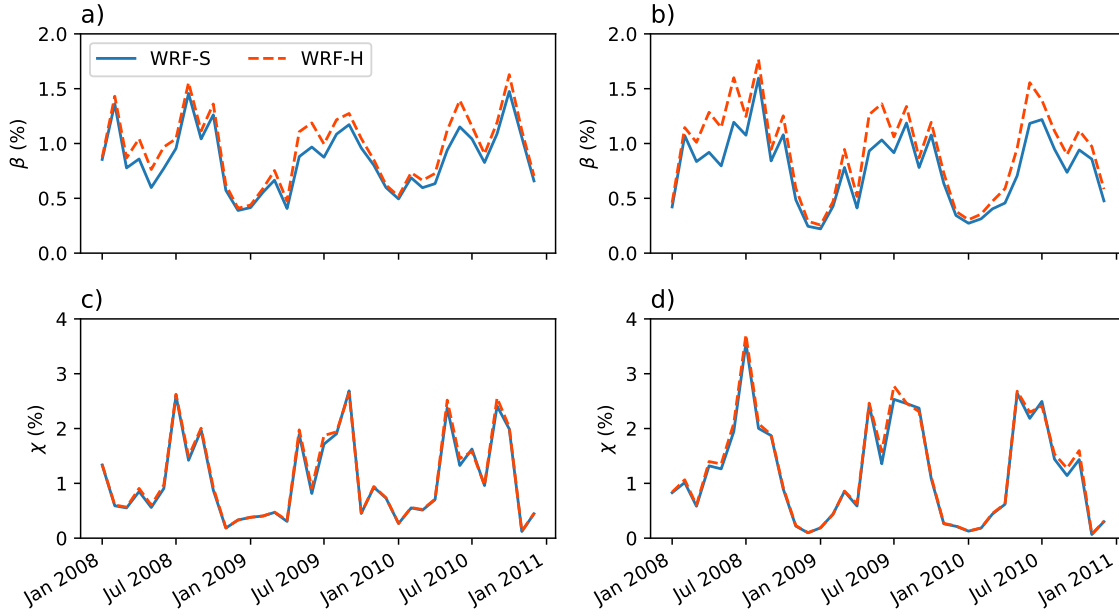 a)
2.0
1.5
1.0
0.5
0.0
β (%)
WRF-S
WRF-H
b)
2.0
1.5
1.0
0.5
0.0
β (%)
c)
4
3
2
1
0
χ (%)
Jan 2008
Jul 2008
Jan 2009
Jul 2009
Jan 2010
Jul 2010
Jan 2011
d)
4
3
2
1
0
χ (%)
Jan 2008
Jul 2008
Jan 2009
Jul 2009
Jan 2010
Jul 2010
Jan 2011